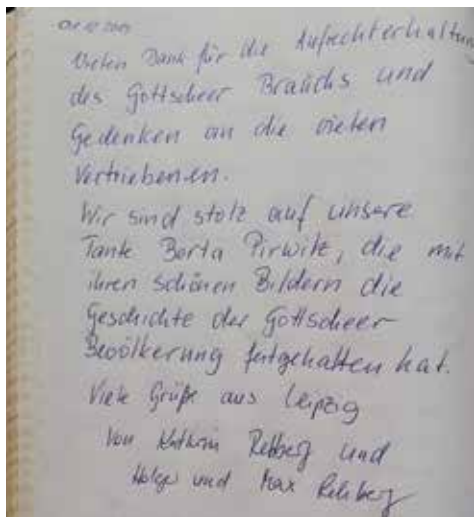 Vielen Dank für die Aufrechterhaltung
des Gottscheer Brauchs und
Gedenken an die vielen
Vertriebenen.
Wir sind stolz auf unsere
Tante Berta Pirwitz, die mit
ihren schönen Bildern die
Geschichte der Gottscheer
Bevölkerung festgehalten hat.
Viele Grüße aus Leipzig
von Kathrin Rehberg und
Holger und Max Rehberg